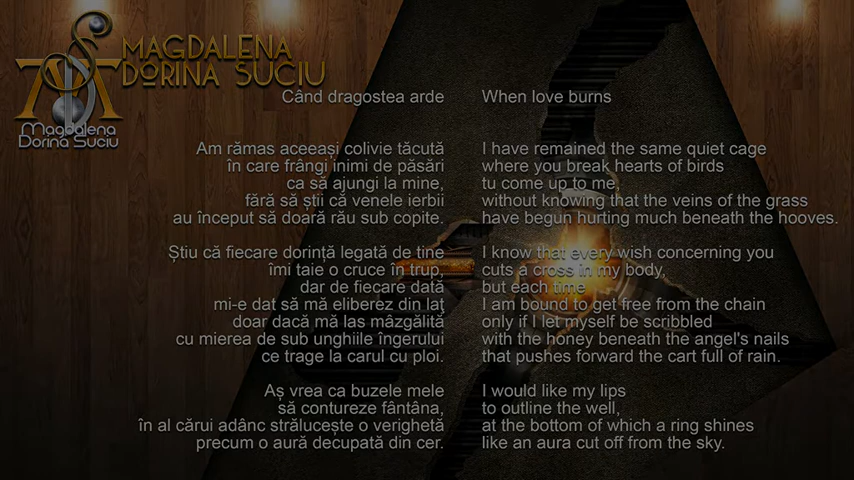 MAGDALENA
DORINA SUCIU
Magdalena
Dorina Suciu
Când dragostea arde
Am rămas aceeași colivie tăcută
în care frângi inimi de păsări
ca să ajungi la mine,
fără să știi că venele ierbii
au început să doară rău sub copite.
Știu că fiecare dorință legată de tine
îmi taie o cruce în trup,
dar de fiecare dată
mi-e dat să mă eliberez din laț
doar dacă mă las mâzgălită
cu mierea de sub unghiile îngerului
ce trage la carul cu ploi.
Aș vrea ca buzele mele
să contureze fântâna,
în al cărui adânc strălucește o verighetă
precum o aură decupată din cer.
When love burns
I have remained the same quiet cage
where you break hearts of birds
tu come up to me,
without knowing that the veins of the grass
have begun hurting much beneath the hooves.
I know that every wish concerning you
cuts a cross in my body,
but each time
I am bound to get free from the chain
only if I let myself be scribbled
with the honey beneath the angel's nails
that pushes forward the cart full of rain.
I would like my lips
to outline the well,
at the bottom of which a ring shines
like an aura cut off from the sky.